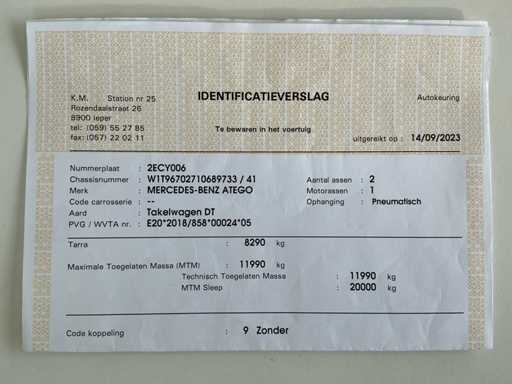 IDENTIFICATIEVERSLAG
Autokeuring
K.M. Station nr 25
Rozendaalstraat 26
8900 Ieper
tel: (059) 55 27 85
fax: (057) 22 02 11
Te bewaren in het voertuig
uitgereikt op : 14/09/2023
Nummerplaat : 2ECY006
Chassisnummer : W1T96702710689733 / 41
Aantal assen : 2
Merk : MERCEDES-BENZ ATEGO
Motorassen : 1
Code carrosserie : --
Ophanging : Pneumatisch
Aard : Takelwagen DT
PVG / WVTA nr. : E20*2018/858*00024*05
Tarra : 8290 kg
Maximale Toegelaten Massa (MTM) : 11990 kg
Technisch Toegelaten Massa : 11990 kg
MTM Sleep : 20000 kg
Code koppeling : 9 Zonder